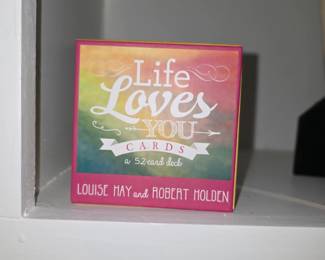 Life
Loves
YOU
CARDS
a 52-card deck
LOUISE HAY and ROBERT HOLDEN